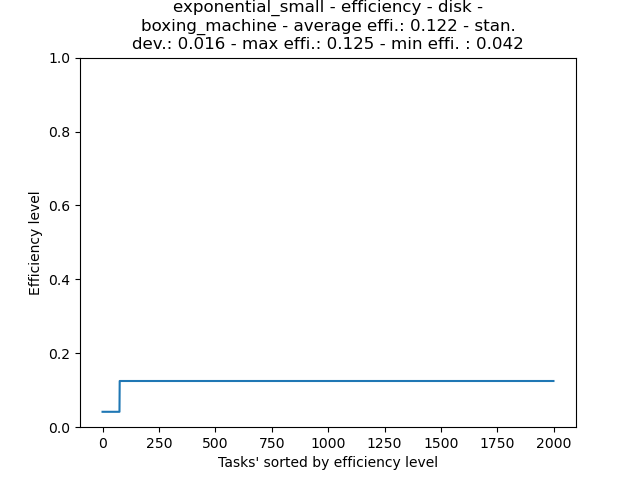 exponential_small - efficiency - disk -
boxing_machine - average effi.: 0.122 - stan.
dev.: 0.016 - max effi.: 0.125 - min effi. : 0.042
1.0
0.8
0.6
0.4
0.2
0.0
Efficiency level
0 250 500 750 1000 1250 1500 1750 2000
Tasks' sorted by efficiency level